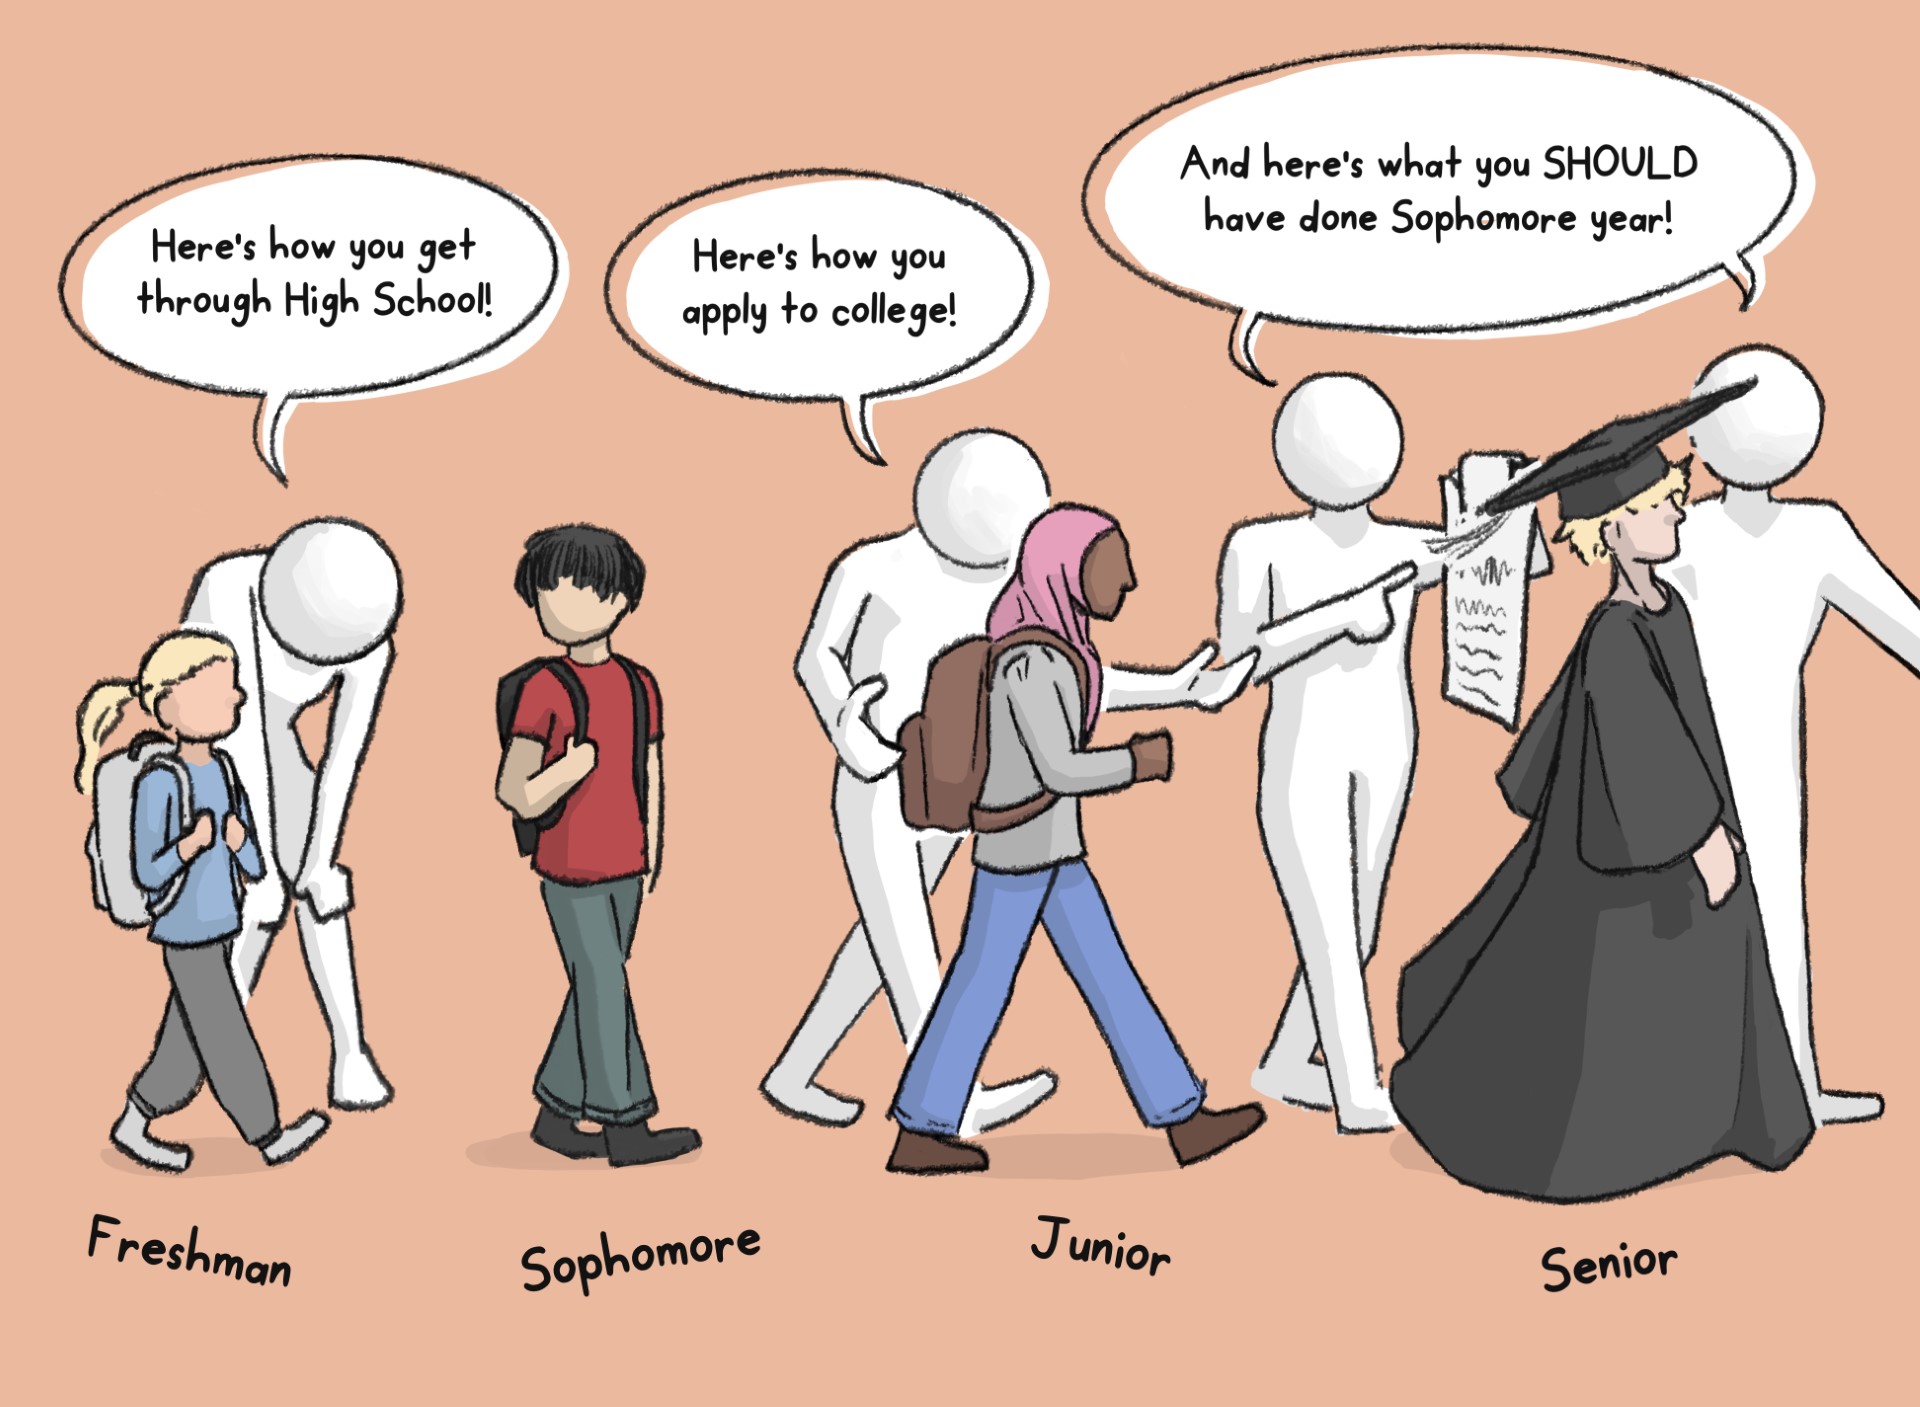 Here's how you get
through High School!
Here's how you
apply to college!
And here's what you SHOULD
have done Sophomore year!
Freshman
Sophomore
Junior
Senior